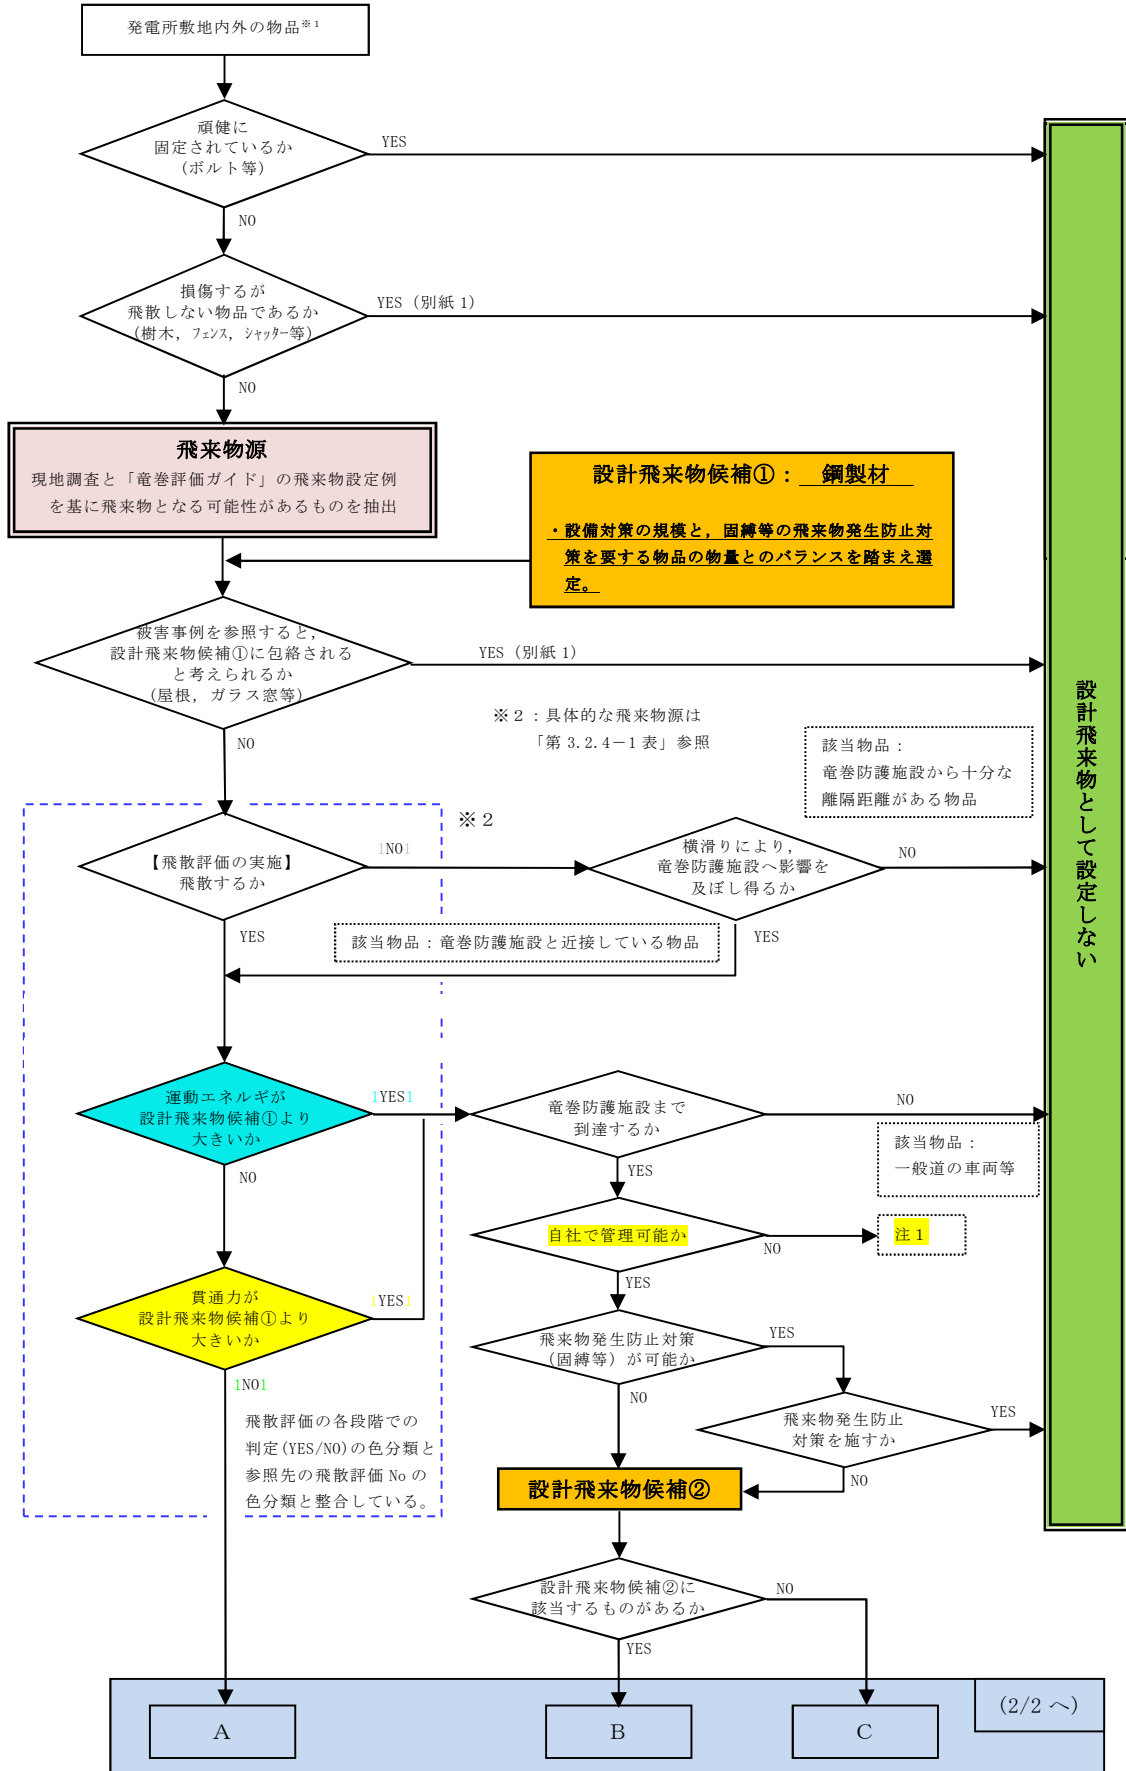 発電所敷地内外の物品※1
頑健に
固定されているか
(ボルト等)
YES
NO
損傷するが
飛散しない物品であるか
(樹木，フェンス，シャッター等)
YES（別紙1）
NO
飛来物源
現地調査と「竜巻評価ガイド」の飛来物設定例
を基に飛来物となる可能性があるものを抽出
設計飛来物候補①：　鋼製材
・設備対策の規模と，固縛等の飛来物発生防止対
策を要する物品の物量とのバランスを踏まえ選
定。
被害事例を参照すると，
設計飛来物候補①に包絡される
と考えられるか
(屋根，ガラス窓等)
YES（別紙1）
NO
※2：具体的な飛来物源は
「第3.2.4－1表」参照
該当物品：
竜巻防護施設から十分な
離隔距離がある物品
※2
【飛散評価の実施】
飛散するか
1NO1
横滑りにより，
竜巻防護施設へ影響を
及ぼし得るか
NO
YES
YES
該当物品：竜巻防護施設と近接している物品
運動エネルギが
設計飛来物候補①より
大きいか
1YES1
NO
竜巻防護施設まで
到達するか
NO
YES
該当物品：
一般道の車両等
自社で管理可能か
NO
注1
YES
貫通力が
設計飛来物候補①より
大きいか
1YES1
1NO1
飛来物発生防止対策
（固縛等）が可能か
YES
NO
飛来物発生防止
対策を施すか
YES
NO
飛散評価の各段階での
判定(YES/NO)の色分類と
参照先の飛散評価Noの
色分類と整合している。
設計飛来物候補②
設計飛来物候補②に
該当するものがあるか
NO
YES
設計飛来物として設定しない
(2/2へ)
A
B
C